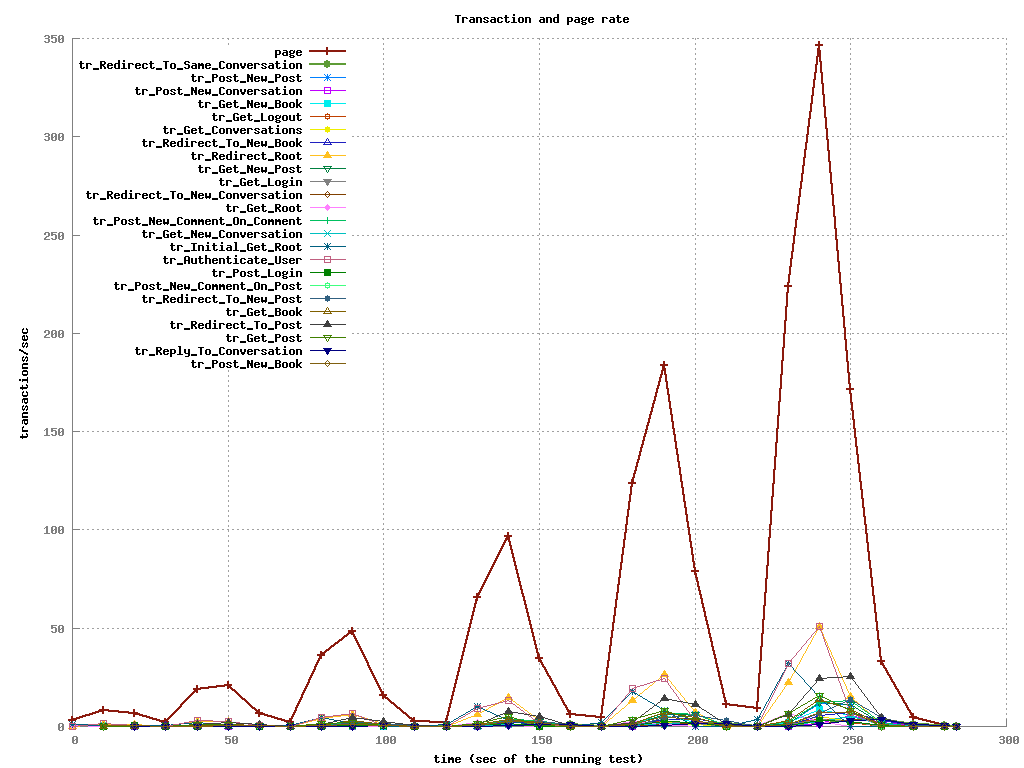 Transaction and page rate
350
300
250
200
150
100
50
0
transactions/sec
page
tr_Redirect_To_Same_Conversation
tr_Post_New_Post
tr_Post_New_Conversation
tr_Get_New_Book
tr_Get_Logout
tr_Get_Conversations
tr_Redirect_To_New_Book
tr_Redirect_Root
tr_Get_New_Post
tr_Get_Login
tr_Redirect_To_New_Conversation
tr_Get_Root
tr_Post_New_Comment_On_Comment
tr_Get_New_Conversation
tr_Initial_Get_Root
tr_Authenticate_User
tr_Post_Login
tr_Post_New_Comment_On_Post
tr_Redirect_To_New_Post
tr_Get_Book
tr_Redirect_To_Post
tr_Get_Post
tr_Reply_To_Conversation
tr_Post_New_Book
0 50 100 150 200 250 300
time (sec of the running test)